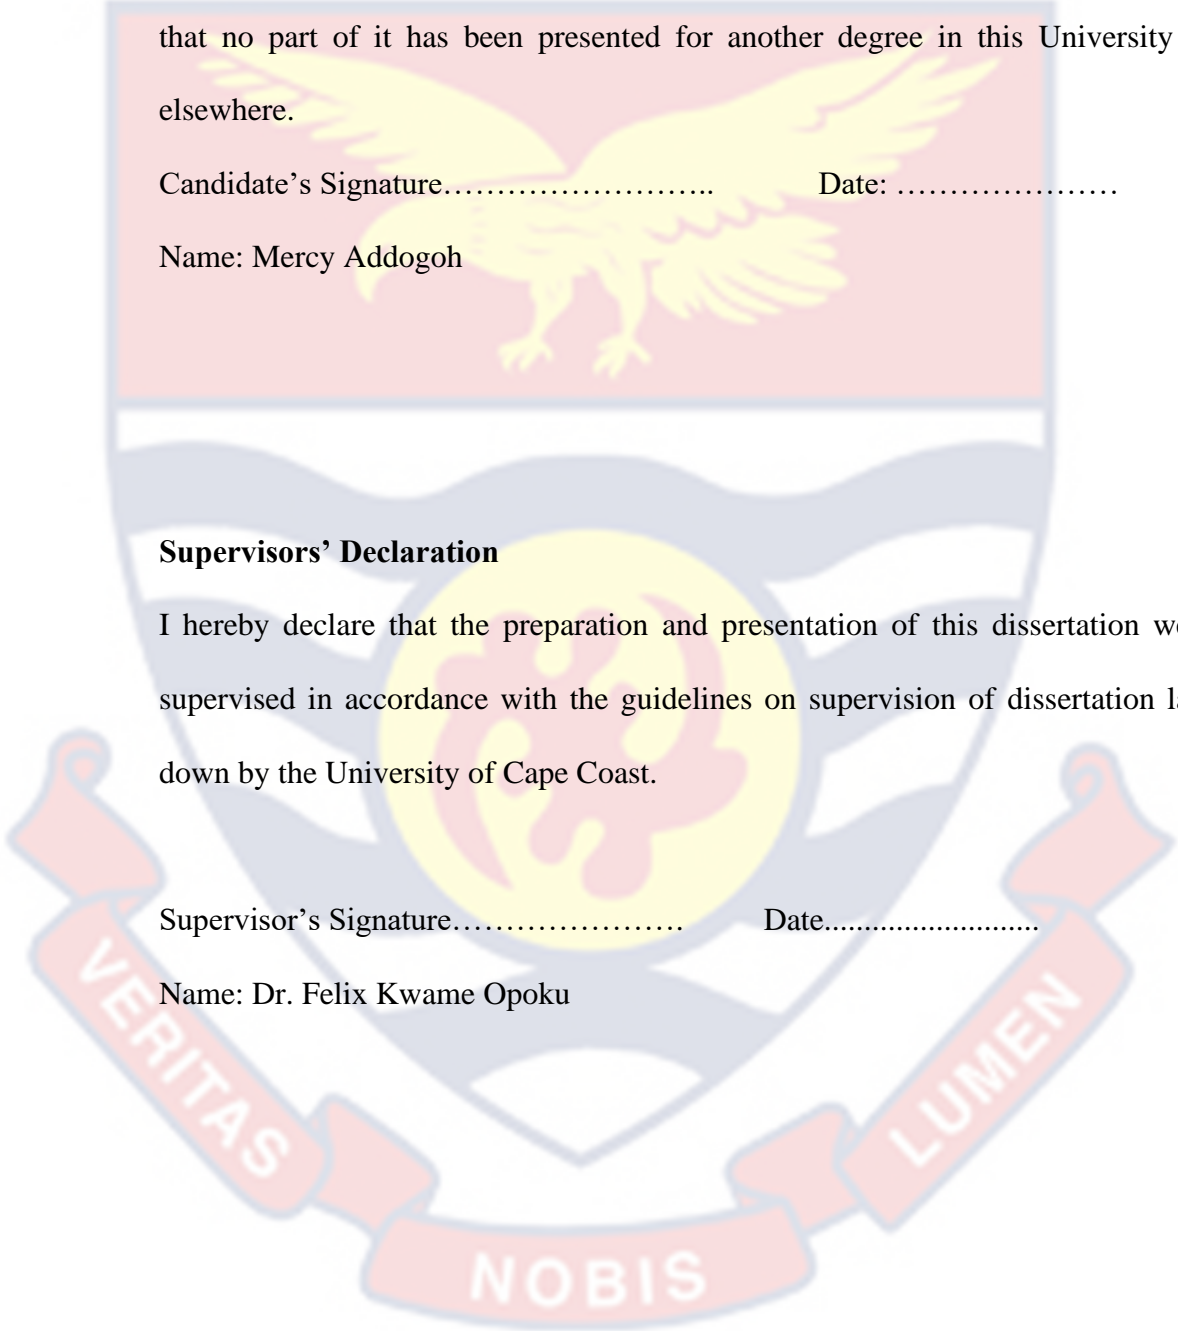 that no part of it has been presented for another degree in this University
elsewhere.
Candidate’s Signature…………………….. Date: …………………
Name: Mercy Addogoh
Supervisors’ Declaration
I hereby declare that the preparation and presentation of this dissertation
supervised in accordance with the guidelines on supervision of dissertation
down by the University of Cape Coast.
Supervisor’s Signature…………………. Date...........................
Name: Dr. Felix Kwame Opoku
VERITAS
NOBIS
LUMEN